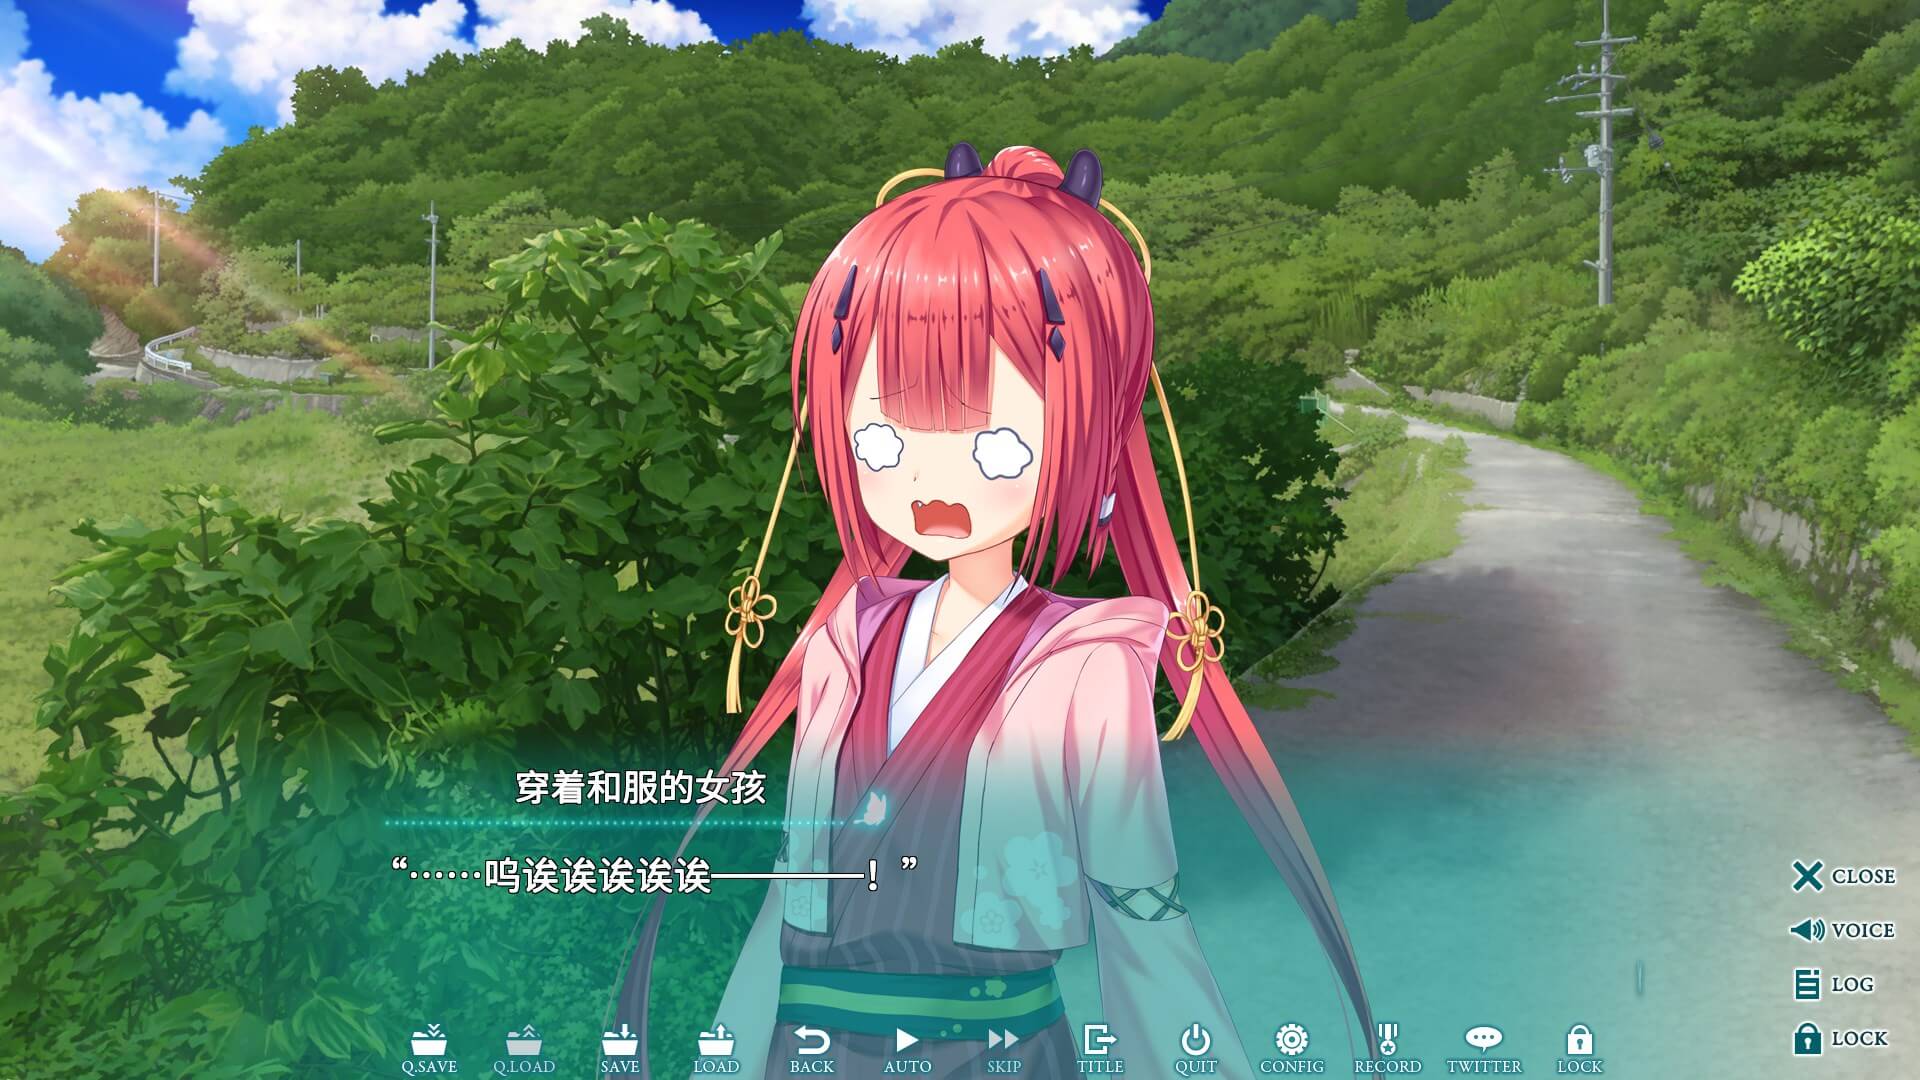 穿着和服的女孩
“……呜诶诶诶诶诶————！”
CLOSE
VOICE
LOG
LOCK
Q.SAVE Q.LOAD SAVE LOAD BACK AUTO SKIP TITLE QUIT CONFIG RECORD TWITTER LOCK